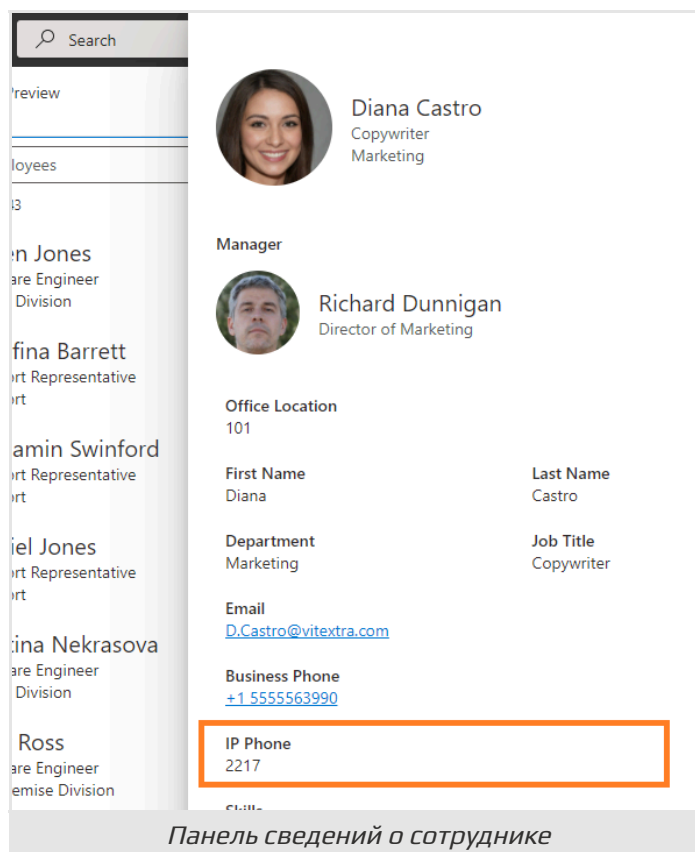 Search
Preview
loyees
Diana Castro
Copywriter
Marketing
Manager
Richard Dunnigan
Director of Marketing
Office Location
101
First Name
Last Name
Diana
Castro
Department
Job Title
Marketing
Copywriter
Email
D.Castro@vitextra.com
Business Phone
+1 5555563990
IP Phone
2217
Skills
43
en Jones
are Engineer
Division
fina Barrett
ort Representative
ort
amin Swinford
ort Representative
ort
iel Jones
ort Representative
ort
tina Nekrasova
are Engineer
Division
Ross
are Engineer
emise Division
Панель сведений о сотруднике